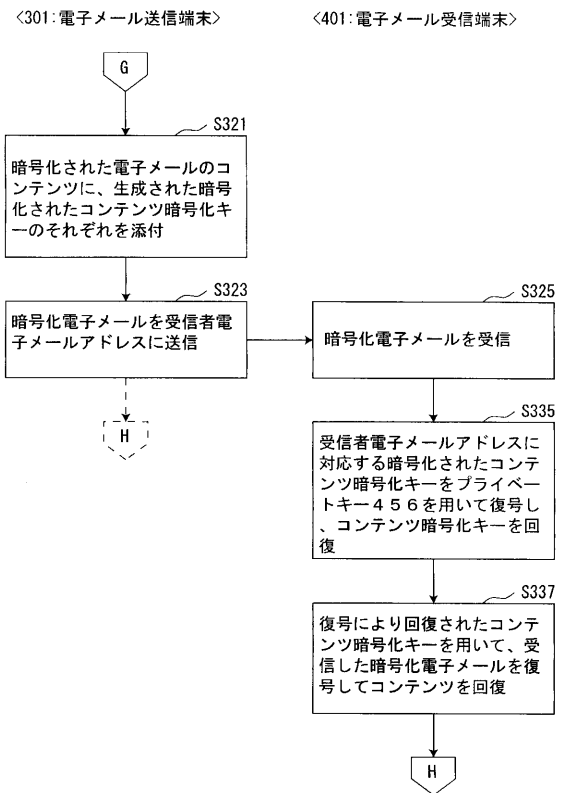 <301:電子メール送信端末>
<401:電子メール受信端末>
G
S321
暗号化された電子メールのコ
ンテンツに、生成された暗号
化されたコンテンツ暗号化キ
ーのそれぞれを添付
S323
暗号化電子メールを受信者電
子メールアドレスに送信
H
S325
暗号化電子メールを受信
S335
受信者電子メールアドレスに
対応する暗号化されたコンテ
ンツ暗号化キーをプライベー
トキー456を用いて復号し
、コンテンツ暗号化キーを回
復
S337
復号により回復されたコンテ
ンツ暗号化キーを用いて、受
信した暗号化電子メールを復
号してコンテンツを回復
H